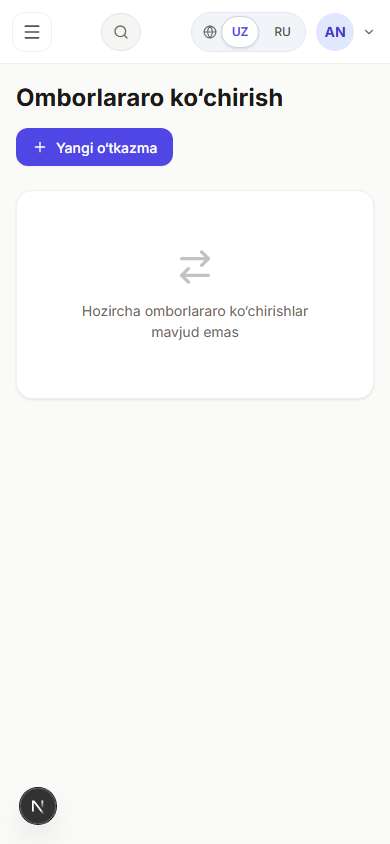 UZ RU AN
Omborlararo ko‘chirish
Yangi o‘tkazma
Hozircha omborlararo ko‘chirishlar
mavjud emas
N